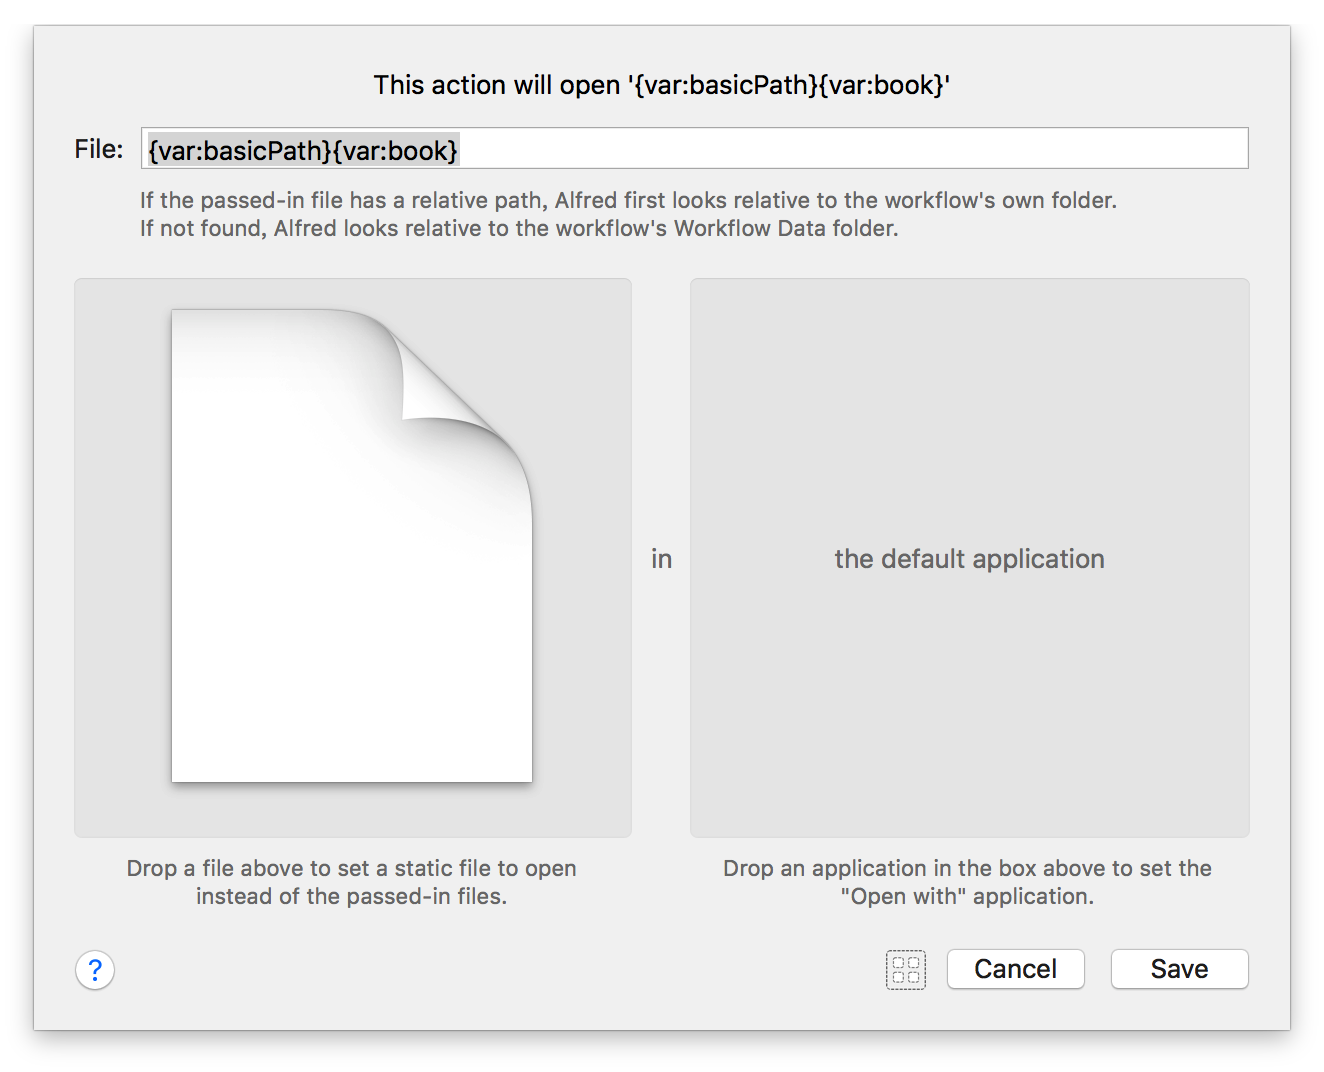 This action will open '{var:basicPath}{var:book}'
File: {var:basicPath}{var:book}
If the passed-in file has a relative path, Alfred first looks relative to the workflow's own folder.
If not found, Alfred looks relative to the workflow's Workflow Data folder.
in
the default application
Drop a file above to set a static file to open
instead of the passed-in files.
Drop an application in the box above to set the
"Open with" application.
?
Cancel
Save